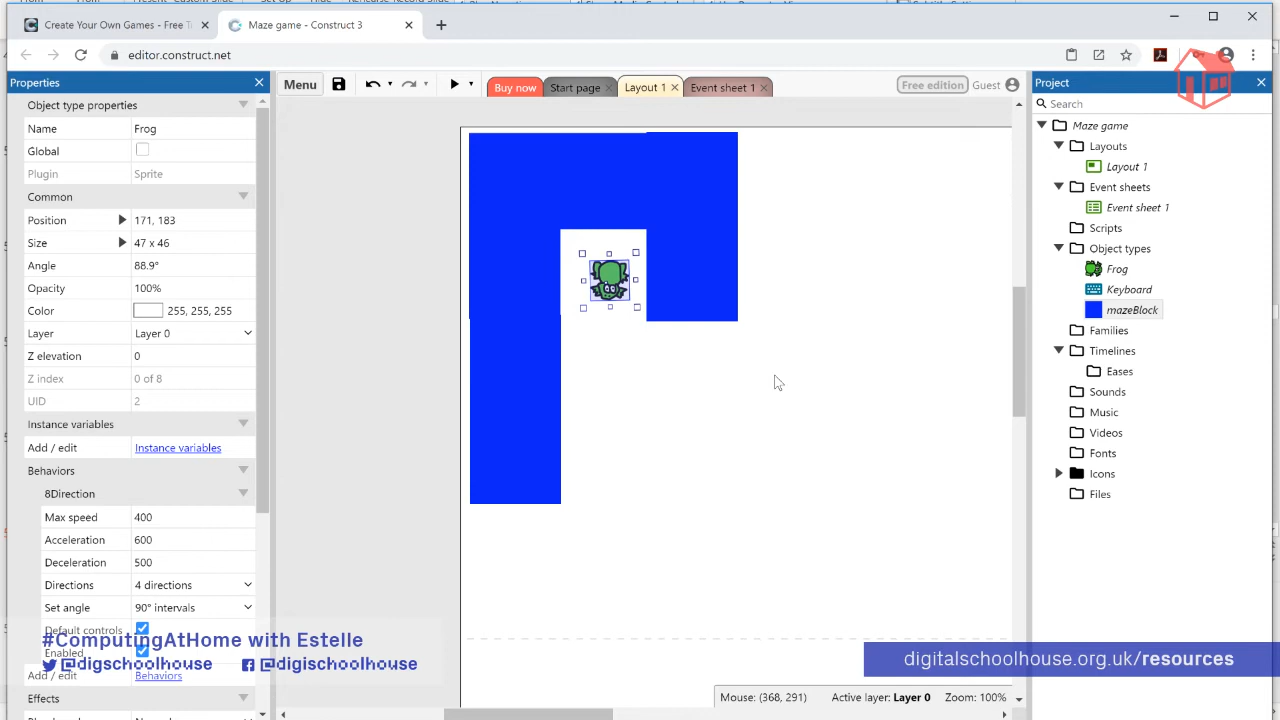 Create Your Own Games - Free T
Maze game - Construct 3
editor.construct.net
Properties
Menu
Buy now
Start page
Layout 1
Event sheet 1
Free edition
Guest
Project
Object type properties
Name
Frog
Global
Plugin
Sprite
Common
Position
171, 183
Size
47 x 46
Angle
88.9°
Opacity
100%
Color
255, 255, 255
Layer
Layer 0
Z elevation
0
Z index
0 of 8
UID
2
Instance variables
Add / edit
Instance variables
Behaviors
8Direction
Max speed
400
Acceleration
600
Deceleration
500
Directions
4 directions
Set angle
90° intervals
Default controls
Enabled
Add / edit
Behaviors
Effects
#ComputingAtHome with Estelle
@digschoolhouse
@digischoolhouse
Search
Maze game
Layouts
Layout 1
Event sheets
Event sheet 1
Scripts
Object types
Frog
Keyboard
mazeBlock
Families
Timelines
Eases
Sounds
Music
Videos
Fonts
Icons
Files
digitalschoolhouse.org.uk/resources
Mouse: (368, 291)
Active layer: Layer 0
Zoom: 100%